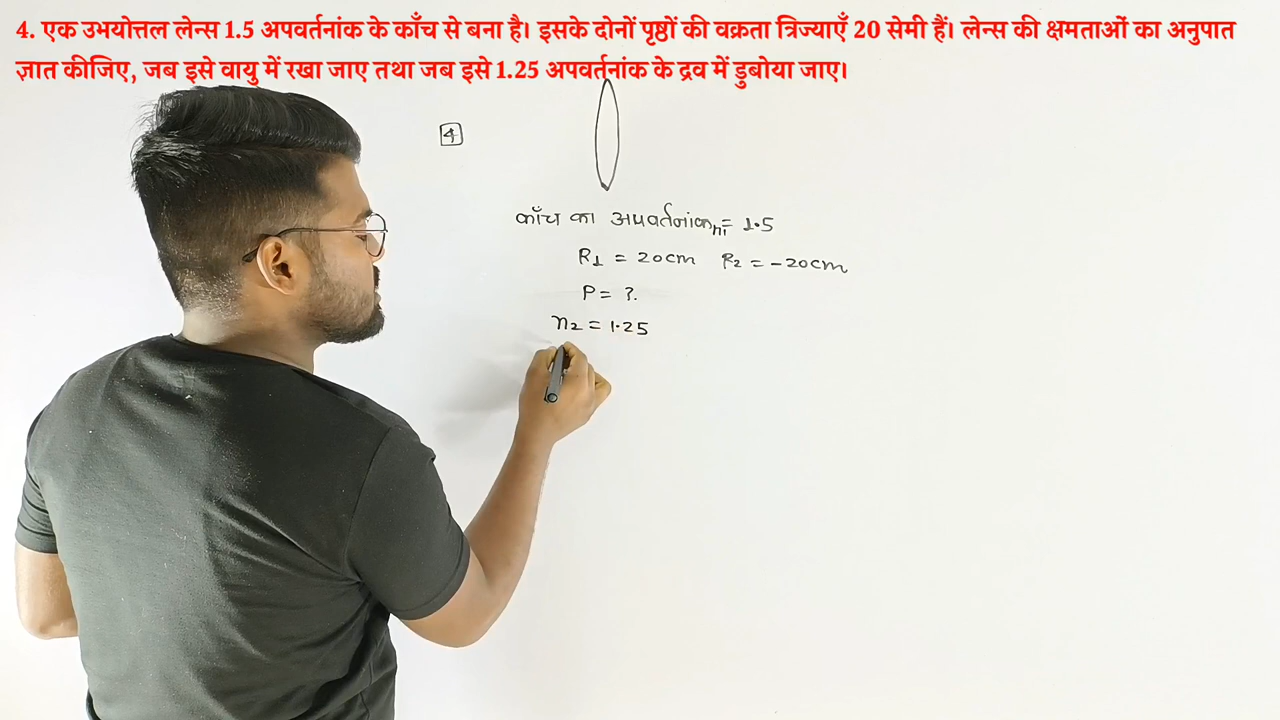 4. एक उभयोत्तल लेन्स 1.5 अपवर्तनांक के काँच से बना है। इसके दोनों पृष्ठों की वक्रता त्रिज्याएँ 20 सेमी हैं। लेन्स की क्षमताओं का अनुपात
ज्ञात कीजिए, जब इसे वायु में रखा जाए तथा जब इसे 1.25 अपवर्तनांक के द्रव में डुबोया जाए।
4
काँच का अपवर्तनांक n1 = 1.5
R1 = 20cm R2 = -20cm
P = ?
n2 = 1.25